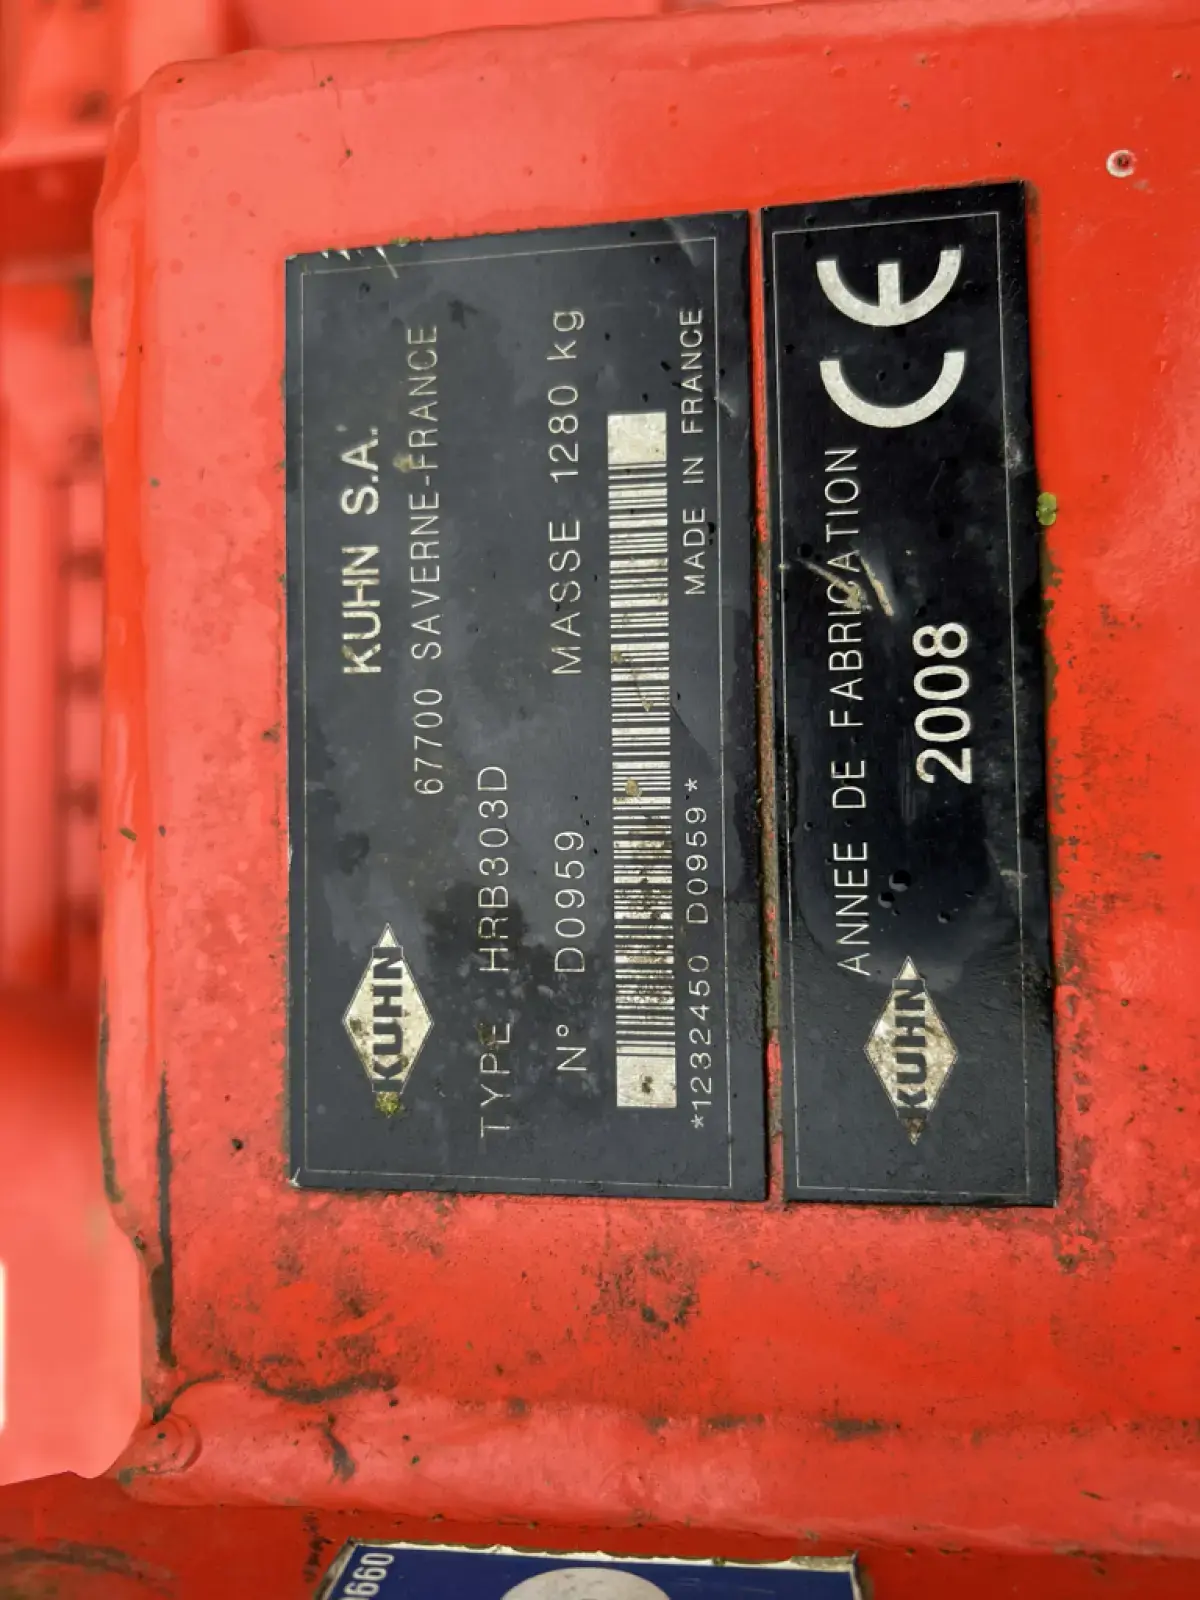 KUHN
KUHN S.A.
67700 SAVERNE-FRANCE
TYPE HRB303D
N° D0959 MASSE 1280 kg
*1232450 D0959*
MADE IN FRANCE
KUHN
ANNEE DE FABRICATION
2008
CE